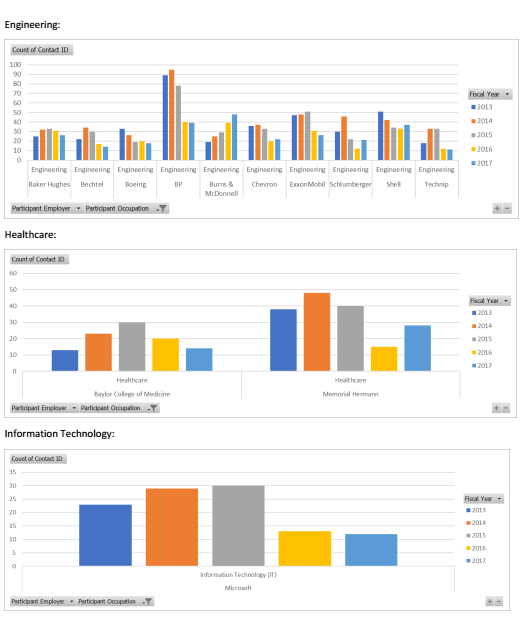 Engineering:
Count of Contact ID
100
90
80
70
60
50
40
30
20
10
0
Engineering Engineering Engineering Engineering Engineering Engineering Engineering Engineering Engineering Engineering
Baker Hughes Bechtel Boeing BP Burns & McDonnell Chevron ExxonMobil Schlumberger Shell Technip
Fiscal Year
2013
2014
2015
2016
2017
Participant Employer Participant Occupation
+ -
Healthcare:
Count of Contact ID
60
50
40
30
20
10
0
Healthcare Healthcare
Baylor College of Medicine Memorial Hermann
Fiscal Year
2013
2014
2015
2016
2017
Participant Employer Participant Occupation
+ -
Information Technology:
Count of Contact ID
35
30
25
20
15
10
5
0
Information Technology (IT)
Microsoft
Fiscal Year
2013
2014
2015
2016
2017
Participant Employer Participant Occupation
+ -